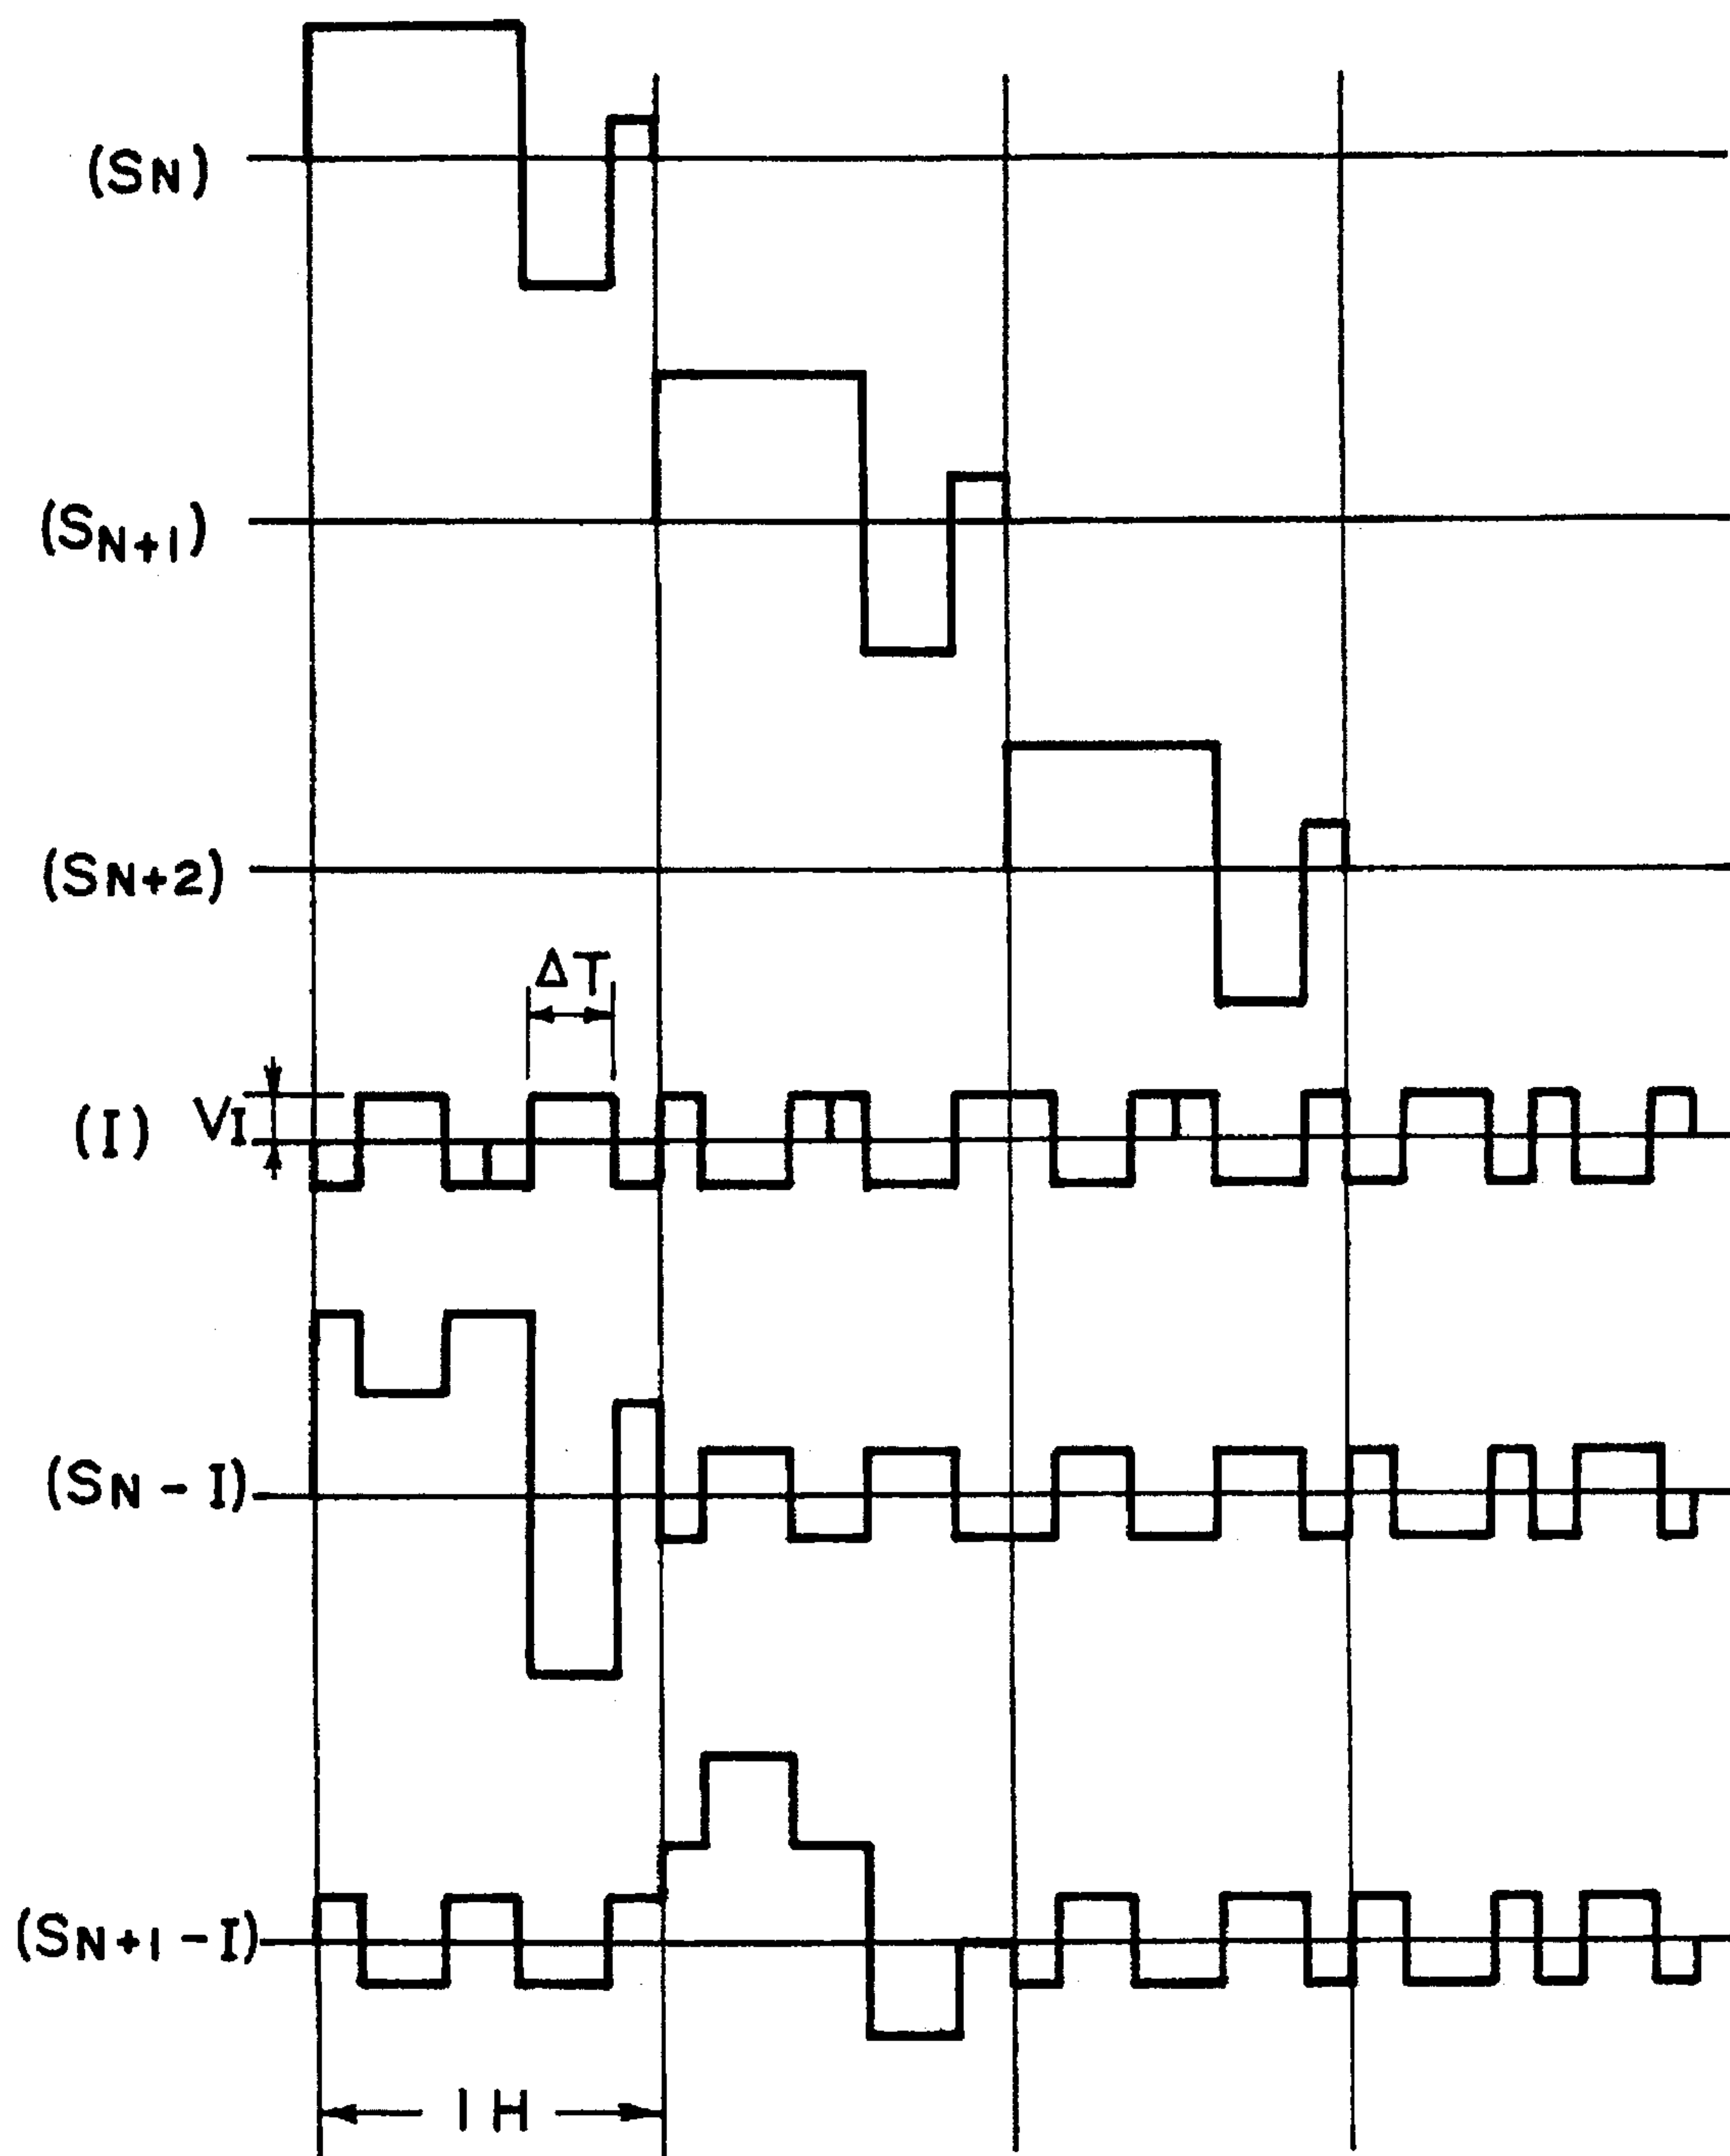 (SN)
(SN+1)
(SN+2)
ΔT
(I) VI
(SN-I)
(SN+1-I)
1H